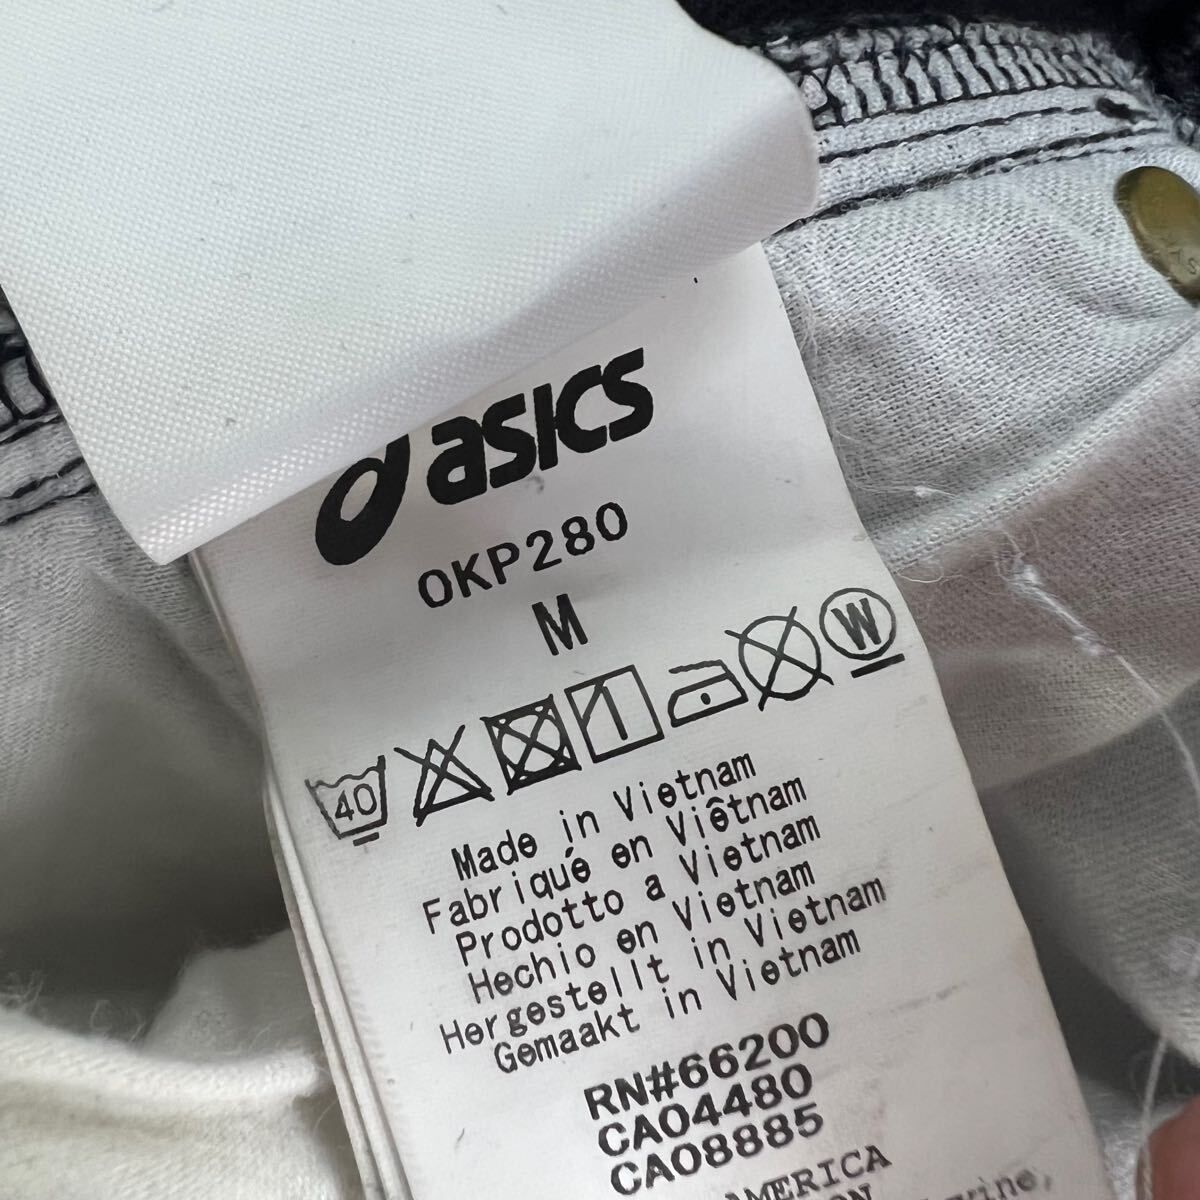 asics
OKP280
M
40 W
Made in Vietnam
Fabriqué en Viêtnam
Prodotto a Vietnam
Hechio en Vietnam
Hergestellt in Vietnam
Gemaakt in Vietnam
RN#66200
CA04480
CA08885
AMERICA